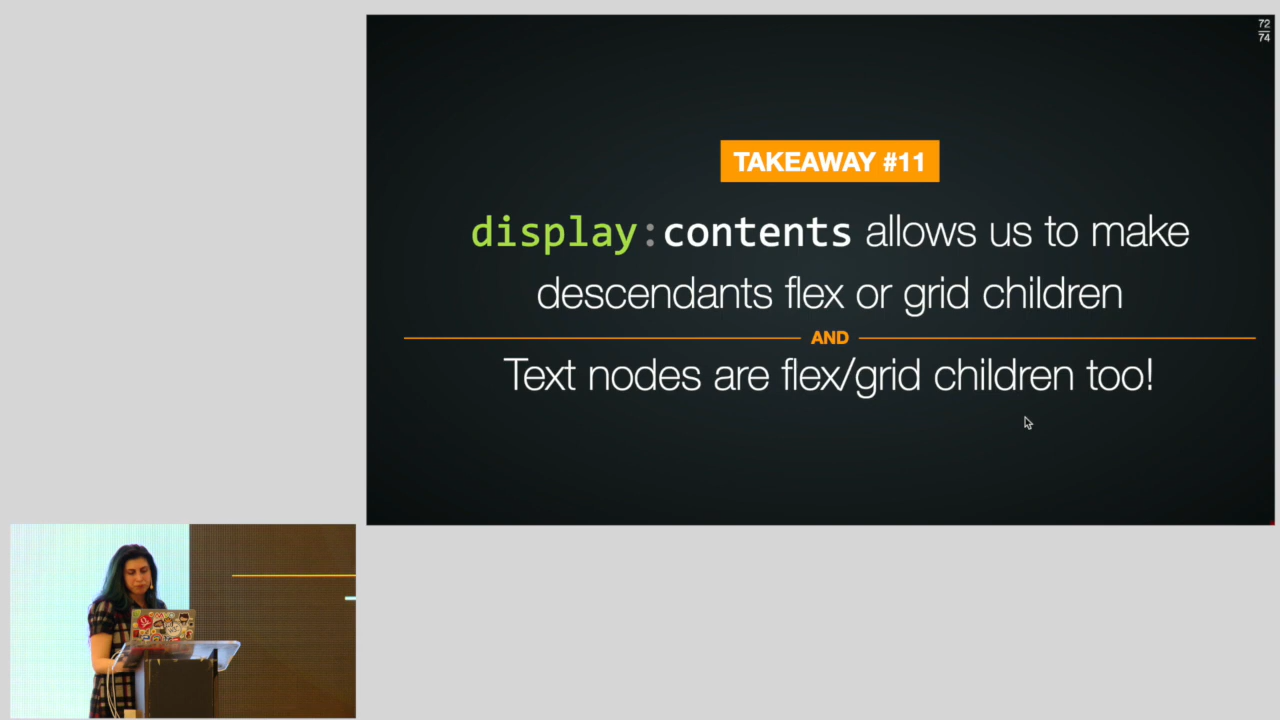 72
74
TAKEAWAY #11
display:contents allows us to make
descendants flex or grid children
AND
Text nodes are flex/grid children too!